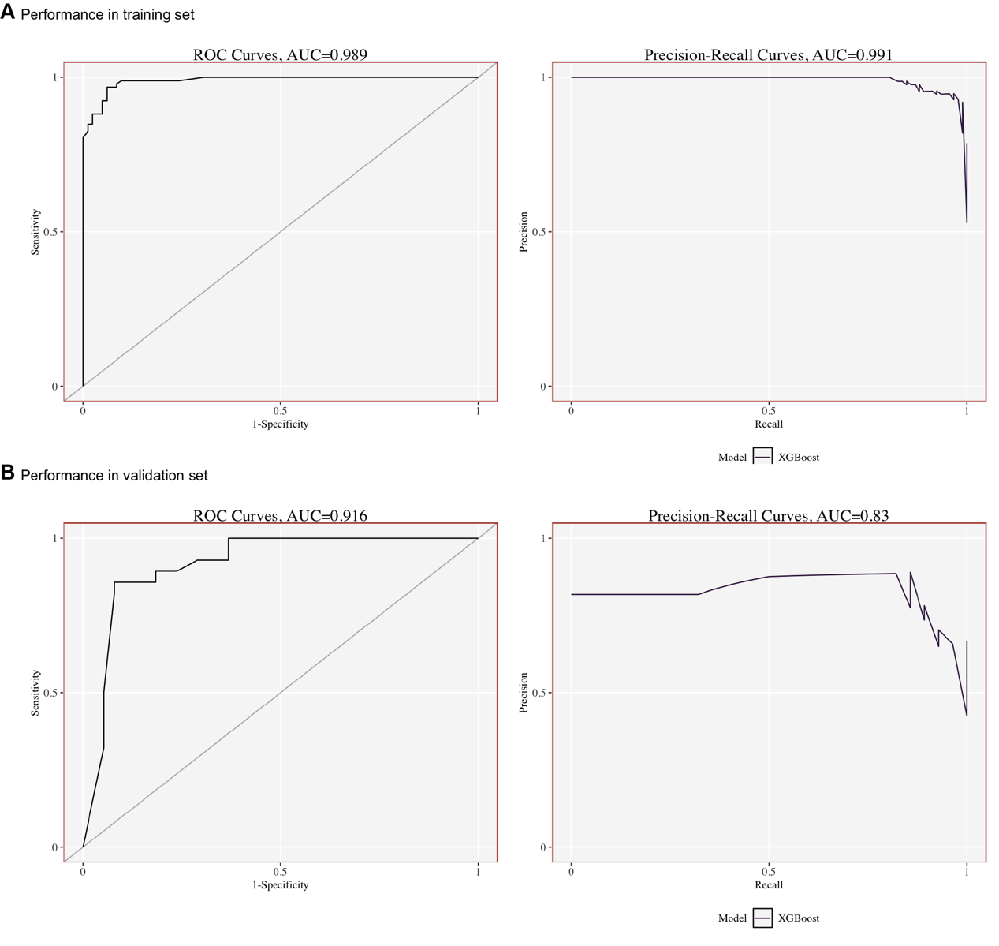 A Performance in training set
ROC Curves, AUC=0.989
1
0.5
0
Sensitivity
0
0.5
1
1-Specificity
Precision-Recall Curves, AUC=0.991
1
0.5
0
Precision
0
0.5
1
Recall
Model XGBoost
B Performance in validation set
ROC Curves, AUC=0.916
1
0.5
0
Sensitivity
0
0.5
1
1-Specificity
Precision-Recall Curves, AUC=0.83
1
0.5
0
Precision
0
0.5
1
Recall
Model XGBoost